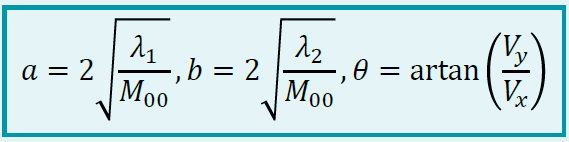 a = 2√(λ₁/M₀₀), b = 2√(λ₂/M₀₀), θ = artan(V_y/V_x)